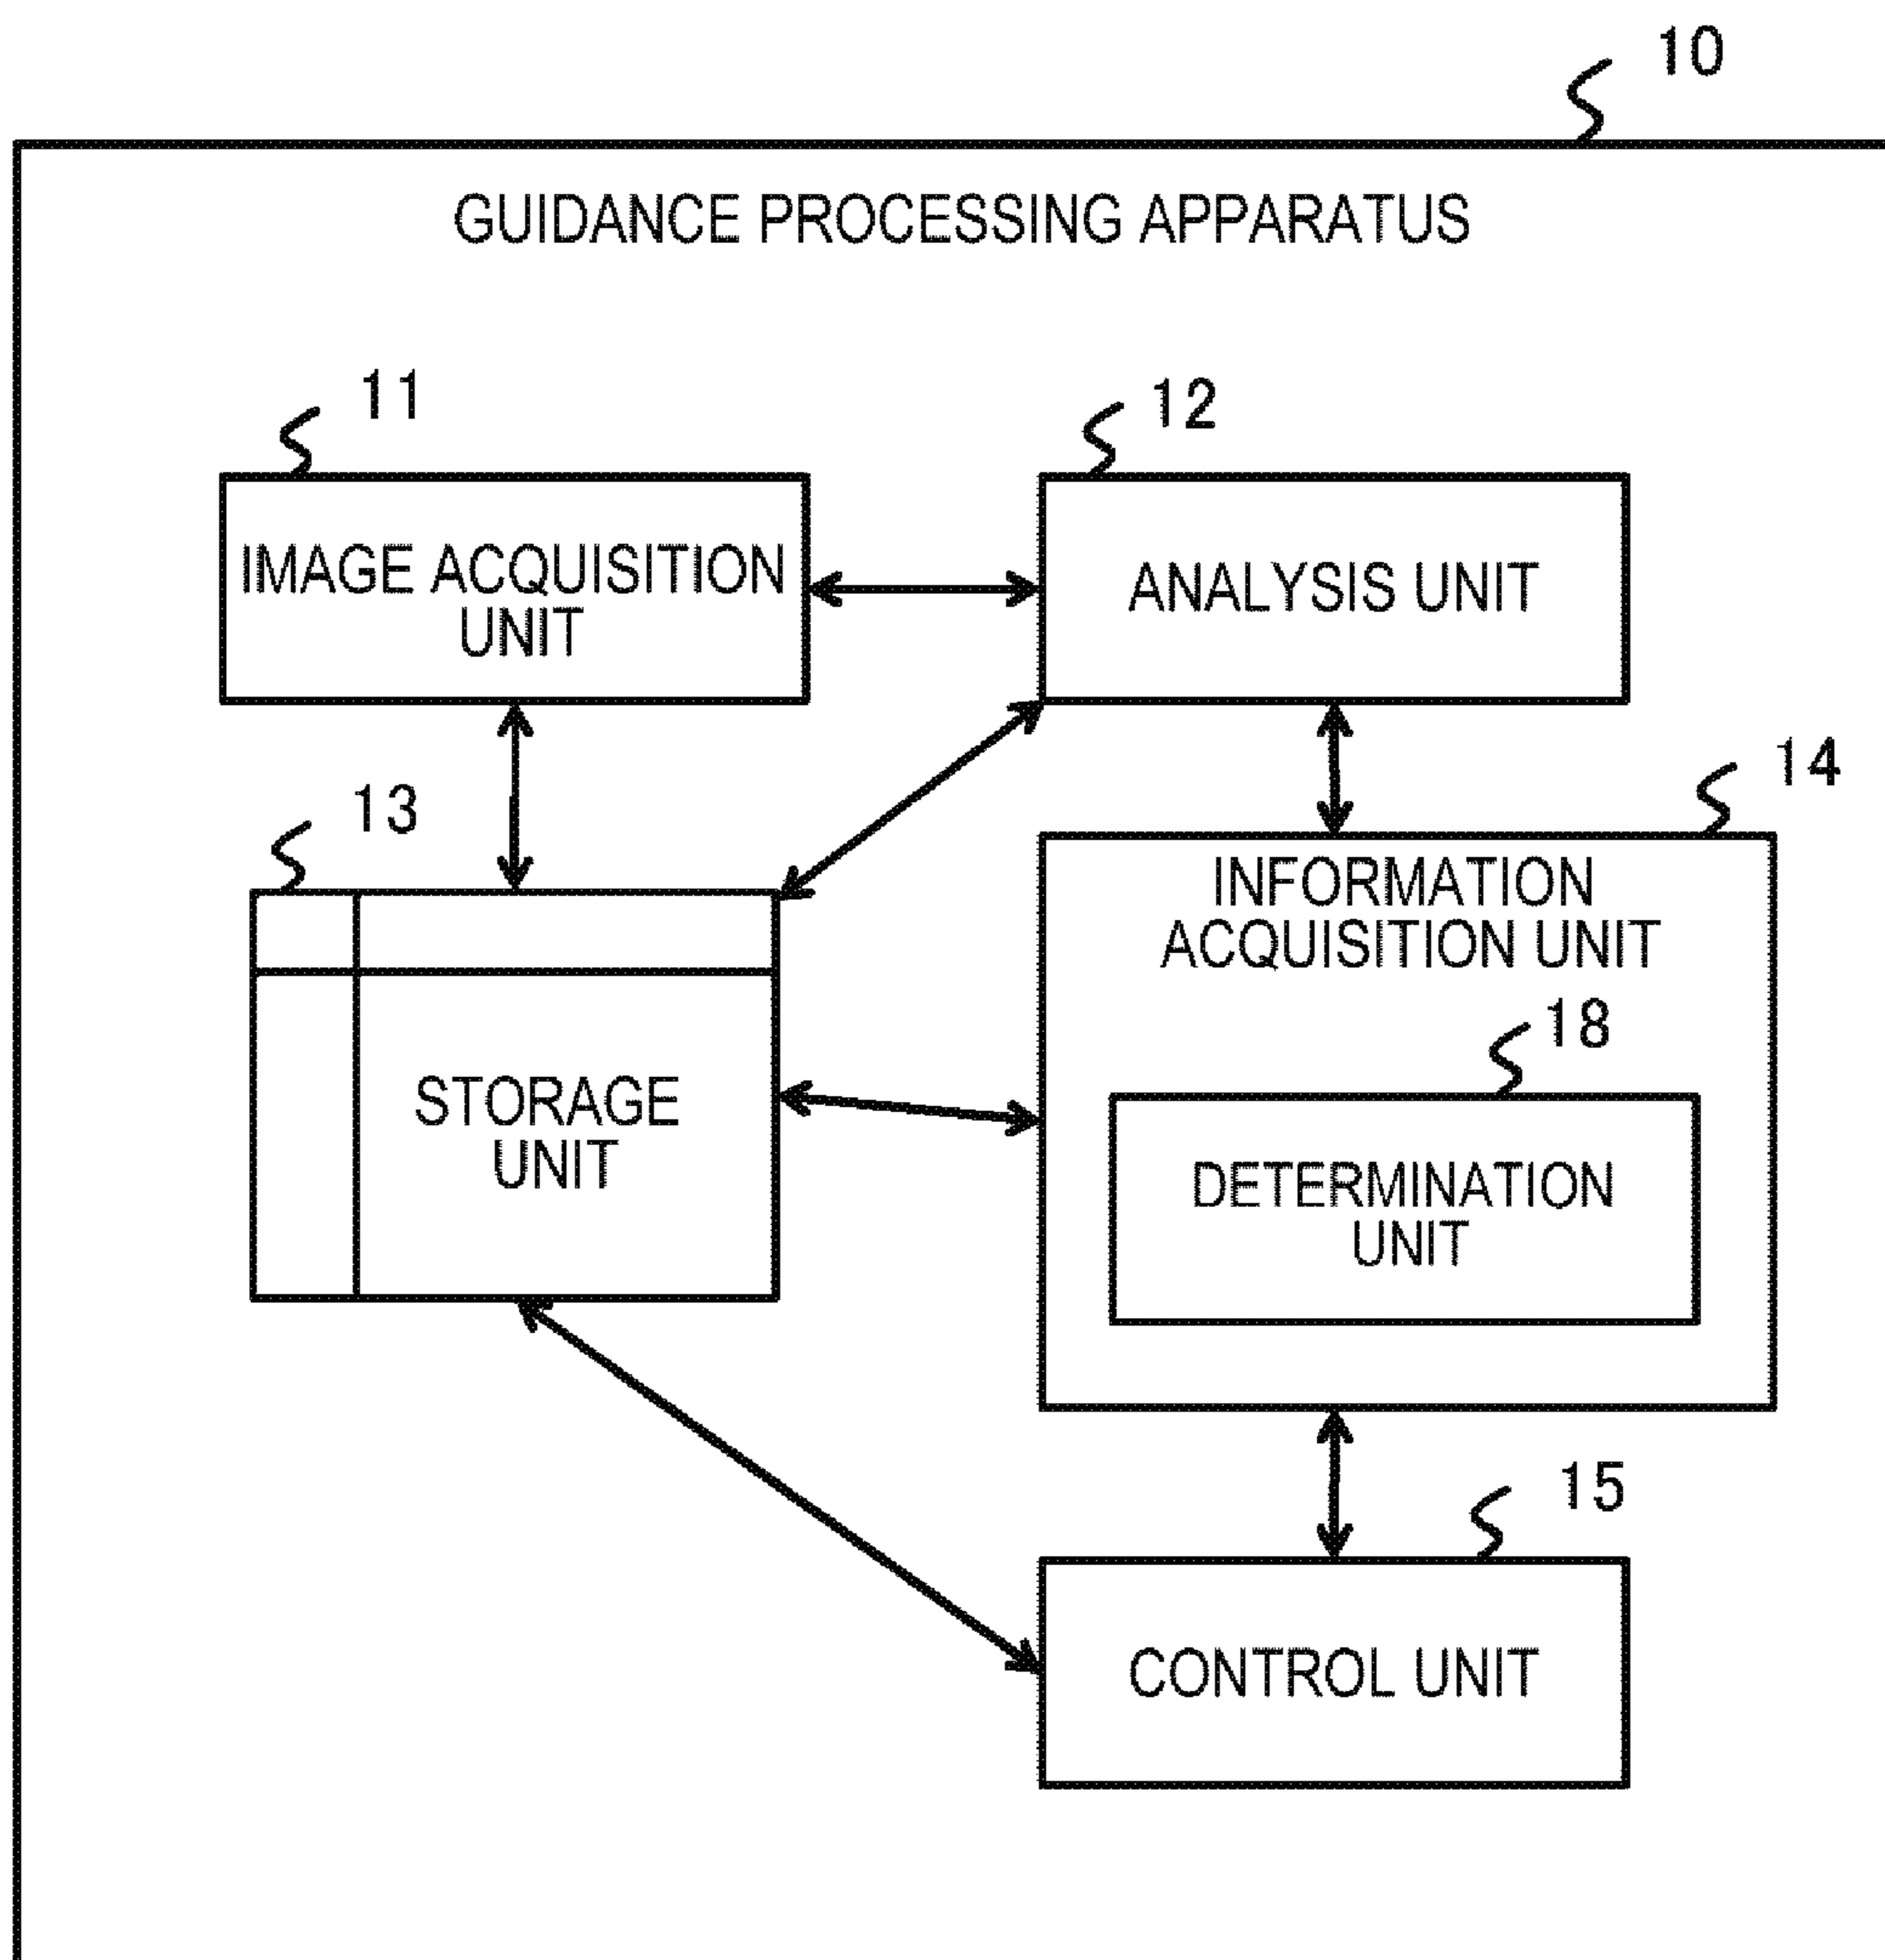 10
GUIDANCE PROCESSING APPARATUS
11
12
IMAGE ACQUISITION
UNIT
ANALYSIS UNIT
13
14
INFORMATION
ACQUISITION UNIT
18
STORAGE
UNIT
DETERMINATION
UNIT
15
CONTROL UNIT